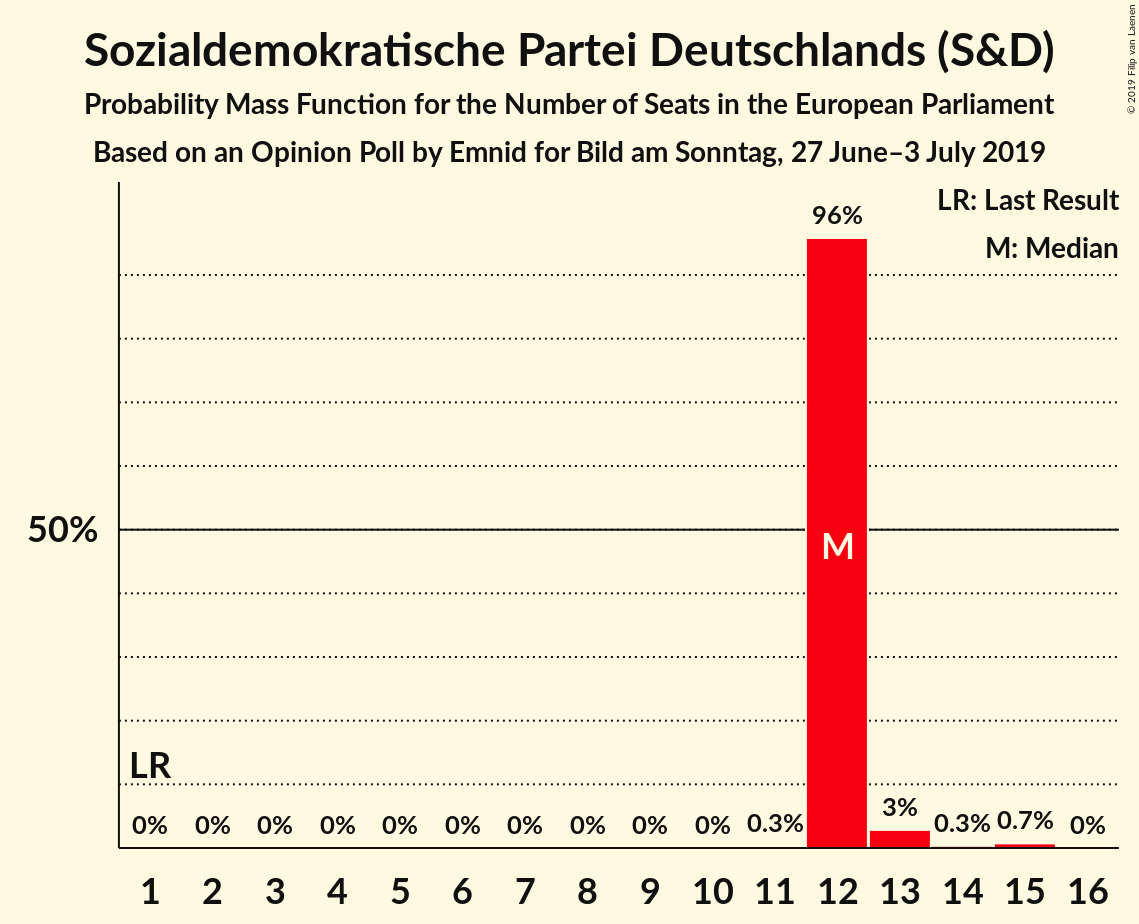 Sozialdemokratische Partei Deutschlands (S&D)
Probability Mass Function for the Number of Seats in the European Parliament
Based on an Opinion Poll by Emnid for Bild am Sonntag, 27 June–3 July 2019
© 2019 Filip van Laenen
LR: Last Result
M: Median
96%
50%
M
LR
0% 0% 0% 0% 0% 0% 0% 0% 0% 0% 0.3% 3% 0.3% 0.7% 0%
1 2 3 4 5 6 7 8 9 10 11 12 13 14 15 16